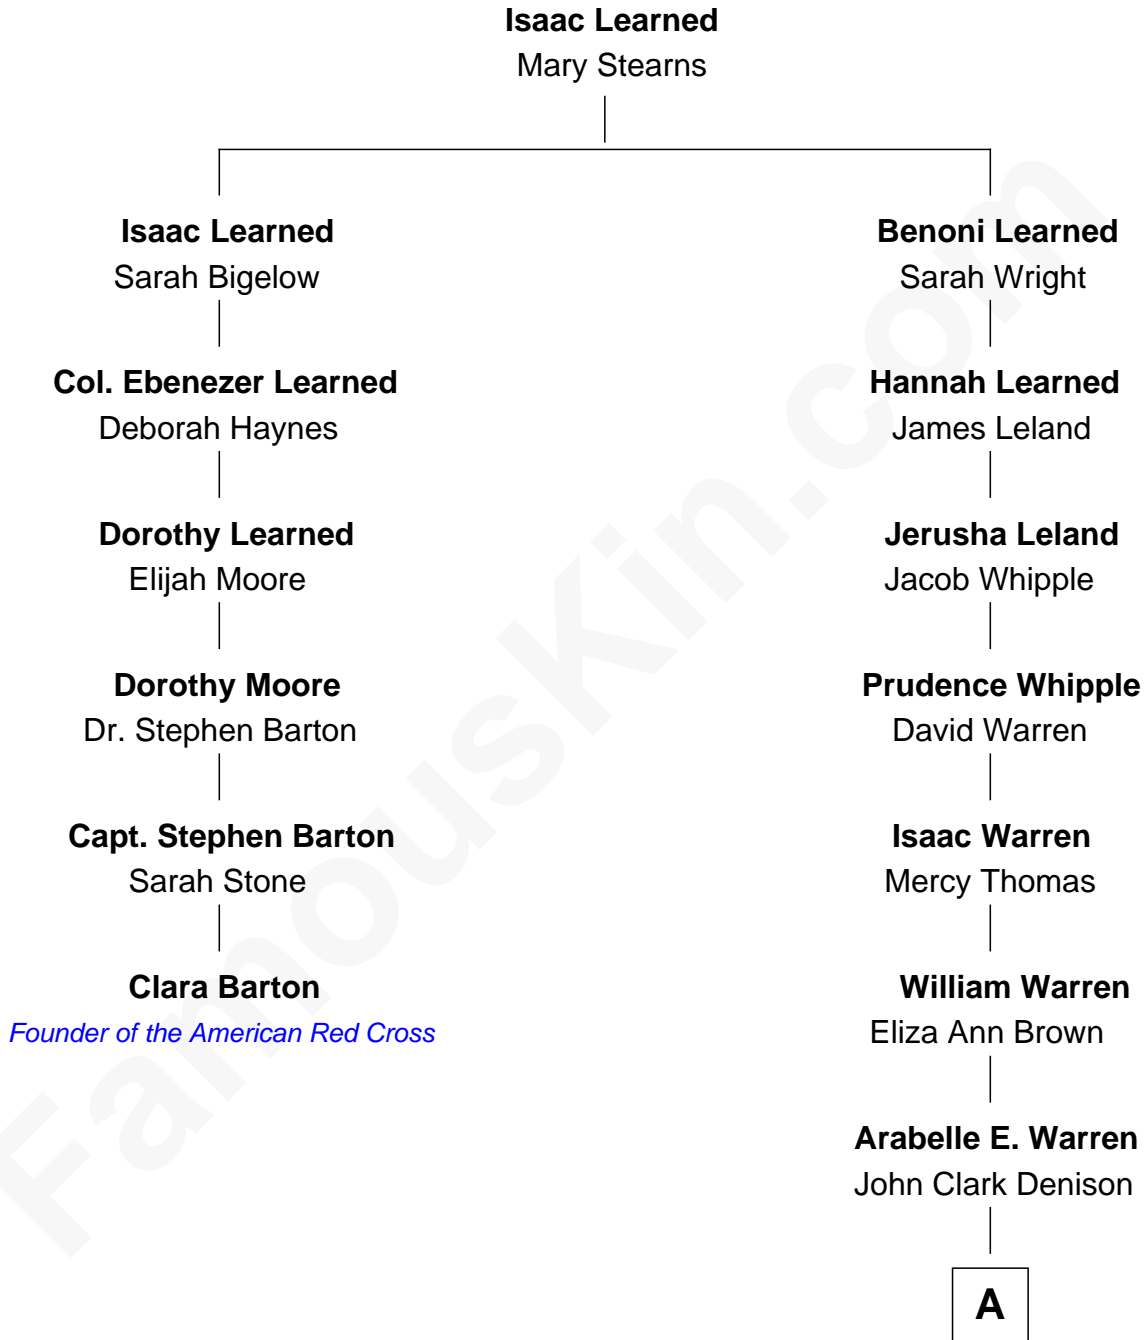 Isaac Learned
Mary Stearns
Isaac Learned
Sarah Bigelow
Benoni Learned
Sarah Wright
Col. Ebenezer Learned
Deborah Haynes
Hannah Learned
James Leland
Dorothy Learned
Elijah Moore
Jerusha Leland
Jacob Whipple
Dorothy Moore
Dr. Stephen Barton
Prudence Whipple
David Warren
Capt. Stephen Barton
Sarah Stone
Isaac Warren
Mercy Thomas
Clara Barton
Founder of the American Red Cross
William Warren
Eliza Ann Brown
Arabelle E. Warren
John Clark Denison
A
FamousKin.com